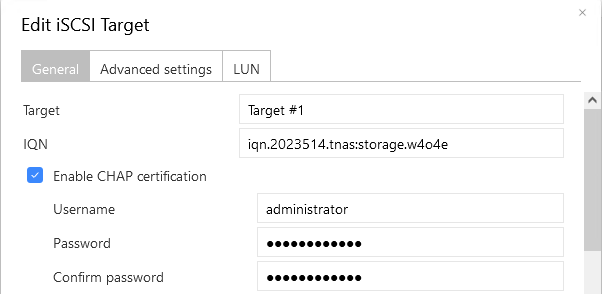 Edit iSCSI Target
General Advanced settings LUN
Target Target #1
IQN iqn.2023514.tnas:storage.w4o4e
Enable CHAP certification
Username administrator
Password ●●●●●●●●●●●●
Confirm password ●●●●●●●●●●●●